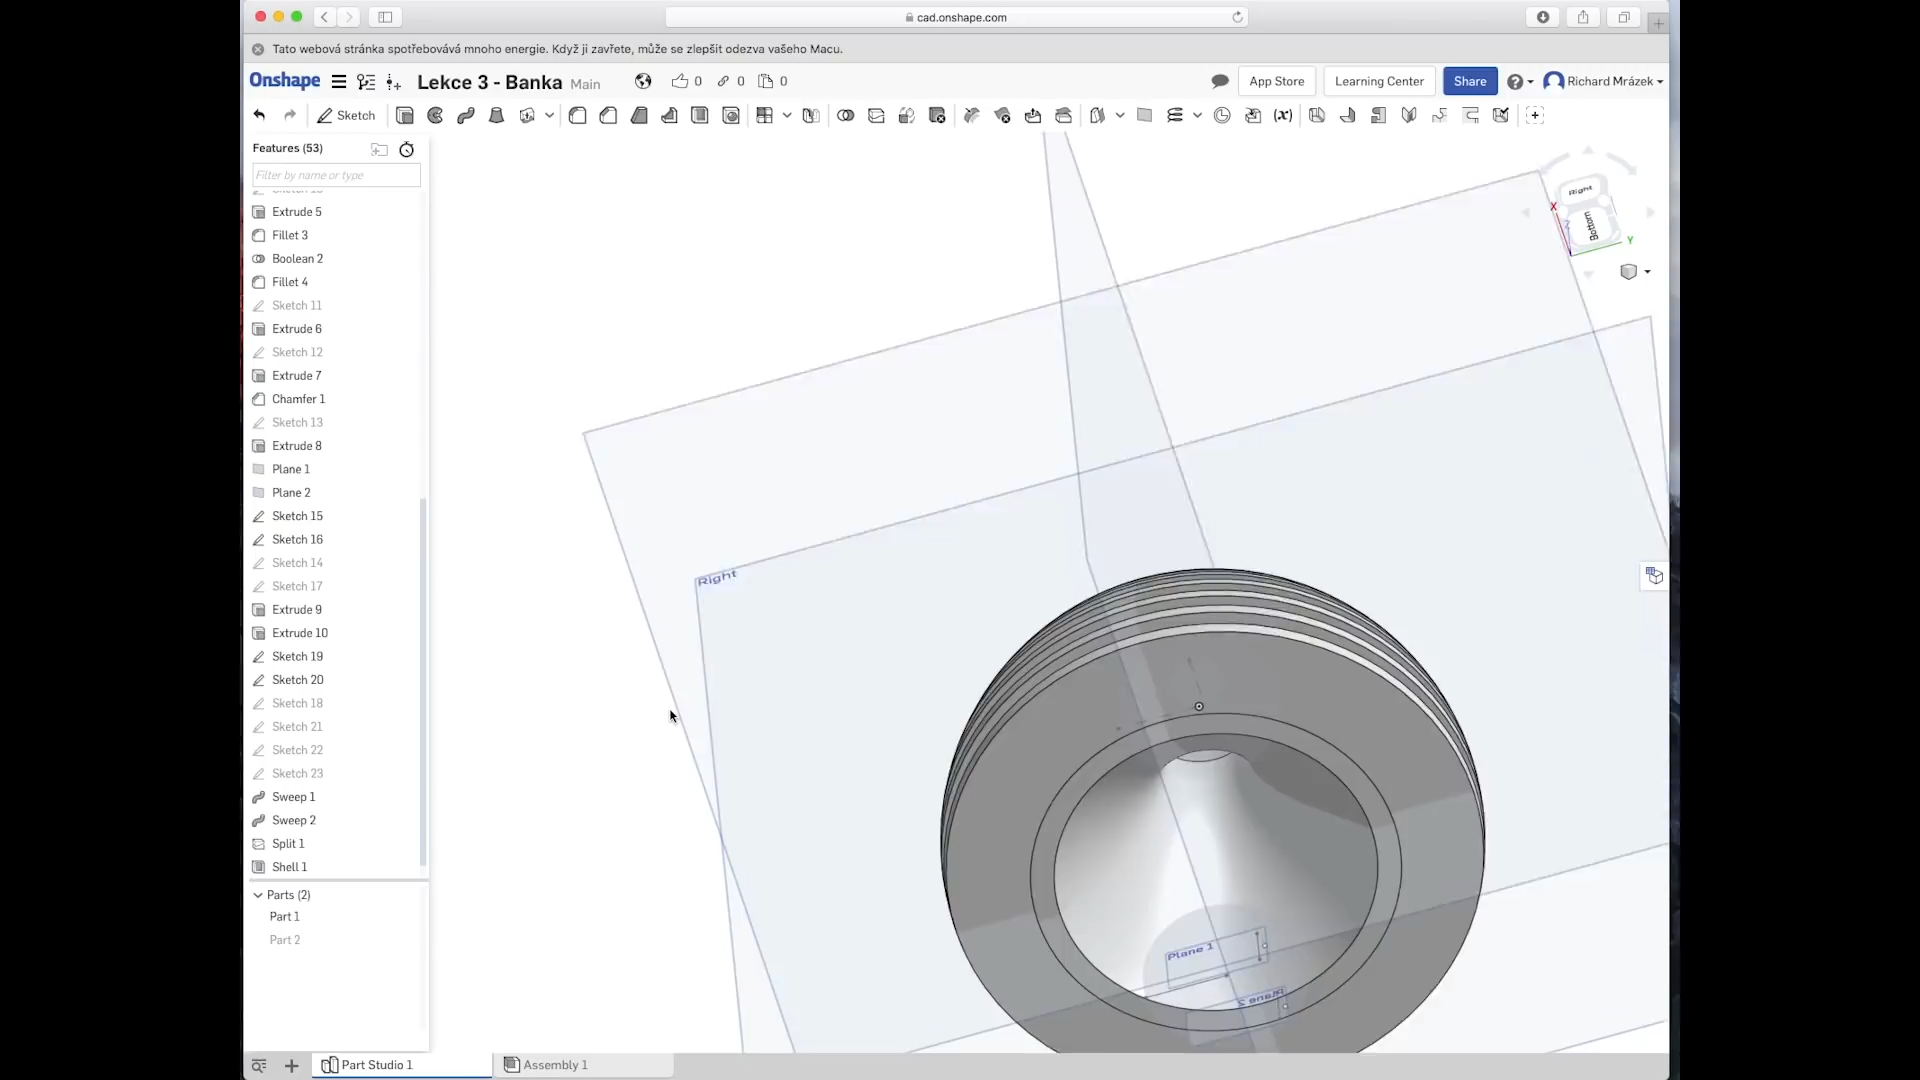 cad.onshape.com
Tato webová stránka spotřebovává mnoho energie. Když ji zavřete, může se zlepšit odezva vašeho Macu.
Onshape Lekce 3 - Banka Main 0 0 0 App Store Learning Center Share Richard Mrázek
Sketch (x)
Features (53)
Filter by name or type
Extrude 5
Fillet 3
Boolean 2
Fillet 4
Sketch 11
Extrude 6
Sketch 12
Extrude 7
Chamfer 1
Sketch 13
Extrude 8
Plane 1
Plane 2
Sketch 15
Sketch 16
Sketch 14
Sketch 17
Extrude 9
Extrude 10
Sketch 19
Sketch 20
Sketch 18
Sketch 21
Sketch 22
Sketch 23
Sweep 1
Sweep 2
Split 1
Shell 1
Parts (2)
Part 1
Part 2
Right
Bottom
X
Z
Y
Right
Plane 1
Plane 2
Part Studio 1
Assembly 1